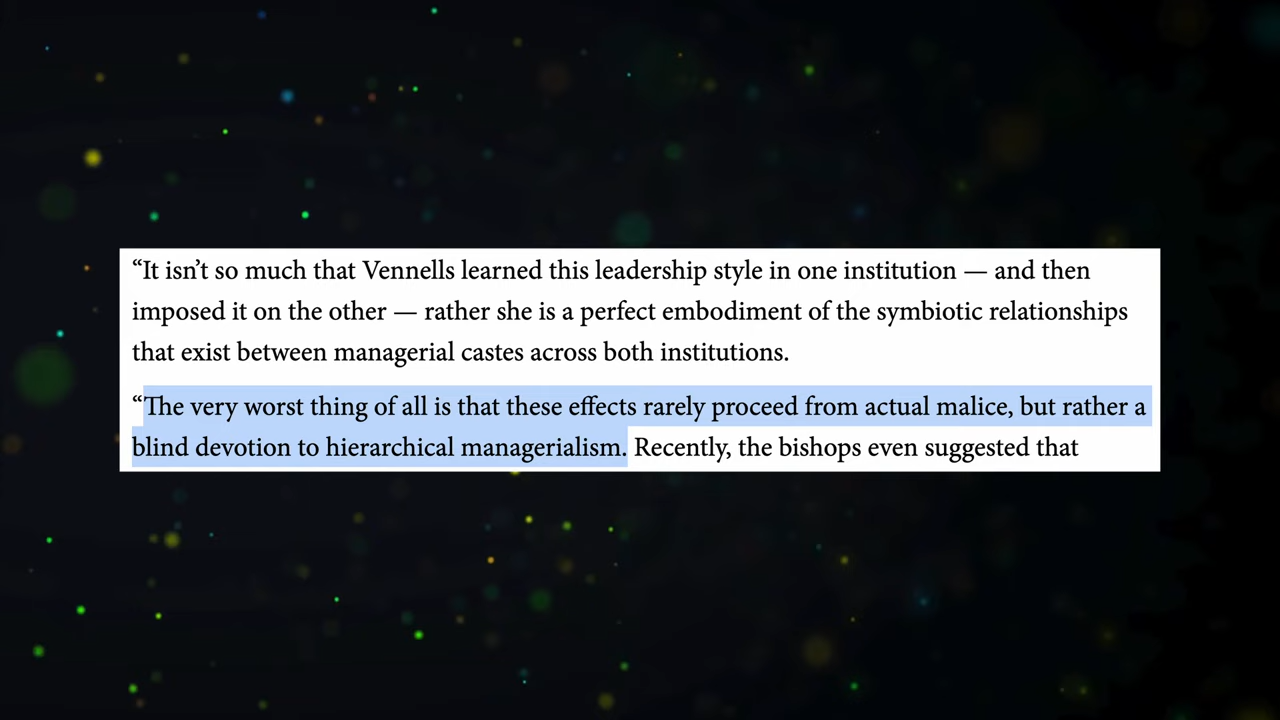 “It isn’t so much that Vennells learned this leadership style in one institution — and then
imposed it on the other — rather she is a perfect embodiment of the symbiotic relationships
that exist between managerial castes across both institutions.
“The very worst thing of all is that these effects rarely proceed from actual malice, but rather a
blind devotion to hierarchical managerialism. Recently, the bishops even suggested that